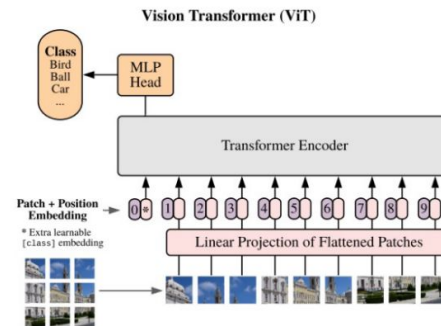 Vision Transformer (ViT)
Class
Bird
Ball
Car
...
MLP
Head
Transformer Encoder
Patch + Position
Embedding
0 * 1 2 3 4 5 6 7 8 9
* Extra learnable
[class] embedding
Linear Projection of Flattened Patches